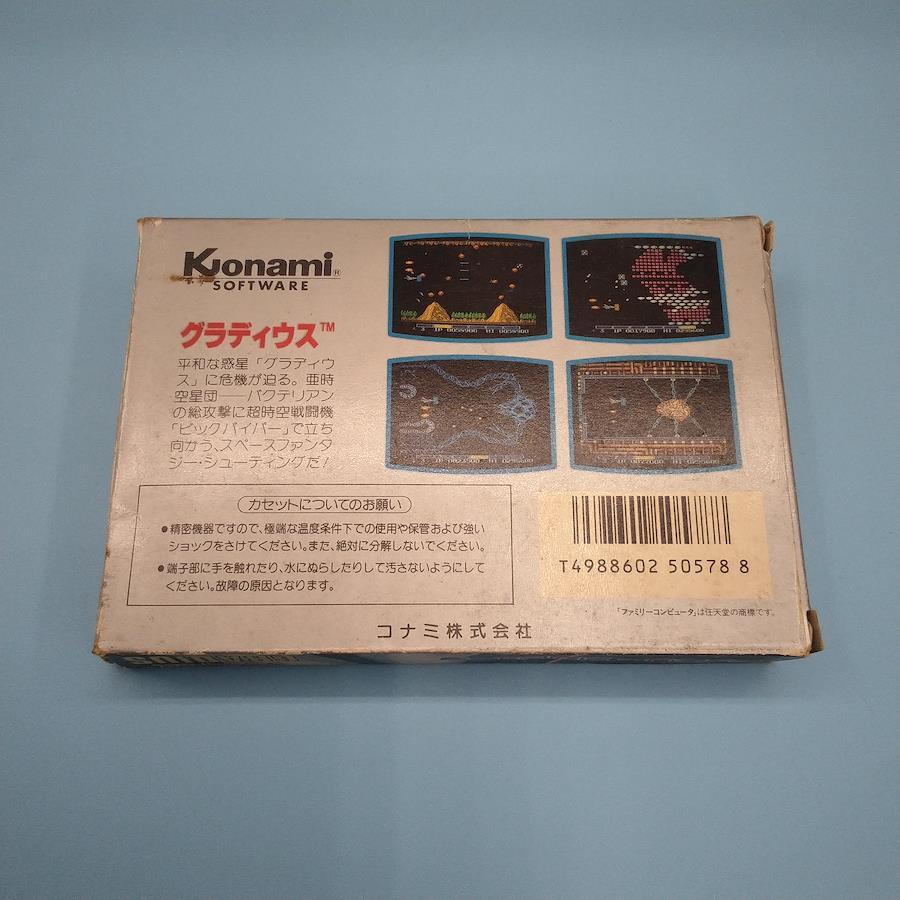 Konami®
SOFTWARE
グラディウス™
平和な惑星「グラディウ
ス」に危機が迫る。亜時
空星団──バクテリアン
の総攻撃に超時空戦闘機
「ビックバイパー」で立ち
向かう、スペースファンタ
ジー・シューティングだ!
3 1P 0058900 HI 0058900
3 1P 0017900 HI
カセットについてのお願い
●精密機器ですので、極端な温度条件下での使用や保管および強い
ショックをさけてください。また、絶対に分解しないでください。
●端子部に手を触れたり、水にぬらしたりして汚さないようにして
ください。故障の原因となります。
T4988602 50578 8
「ファミリーコンピュータ」は任天堂の商標です。
コナミ株式会社